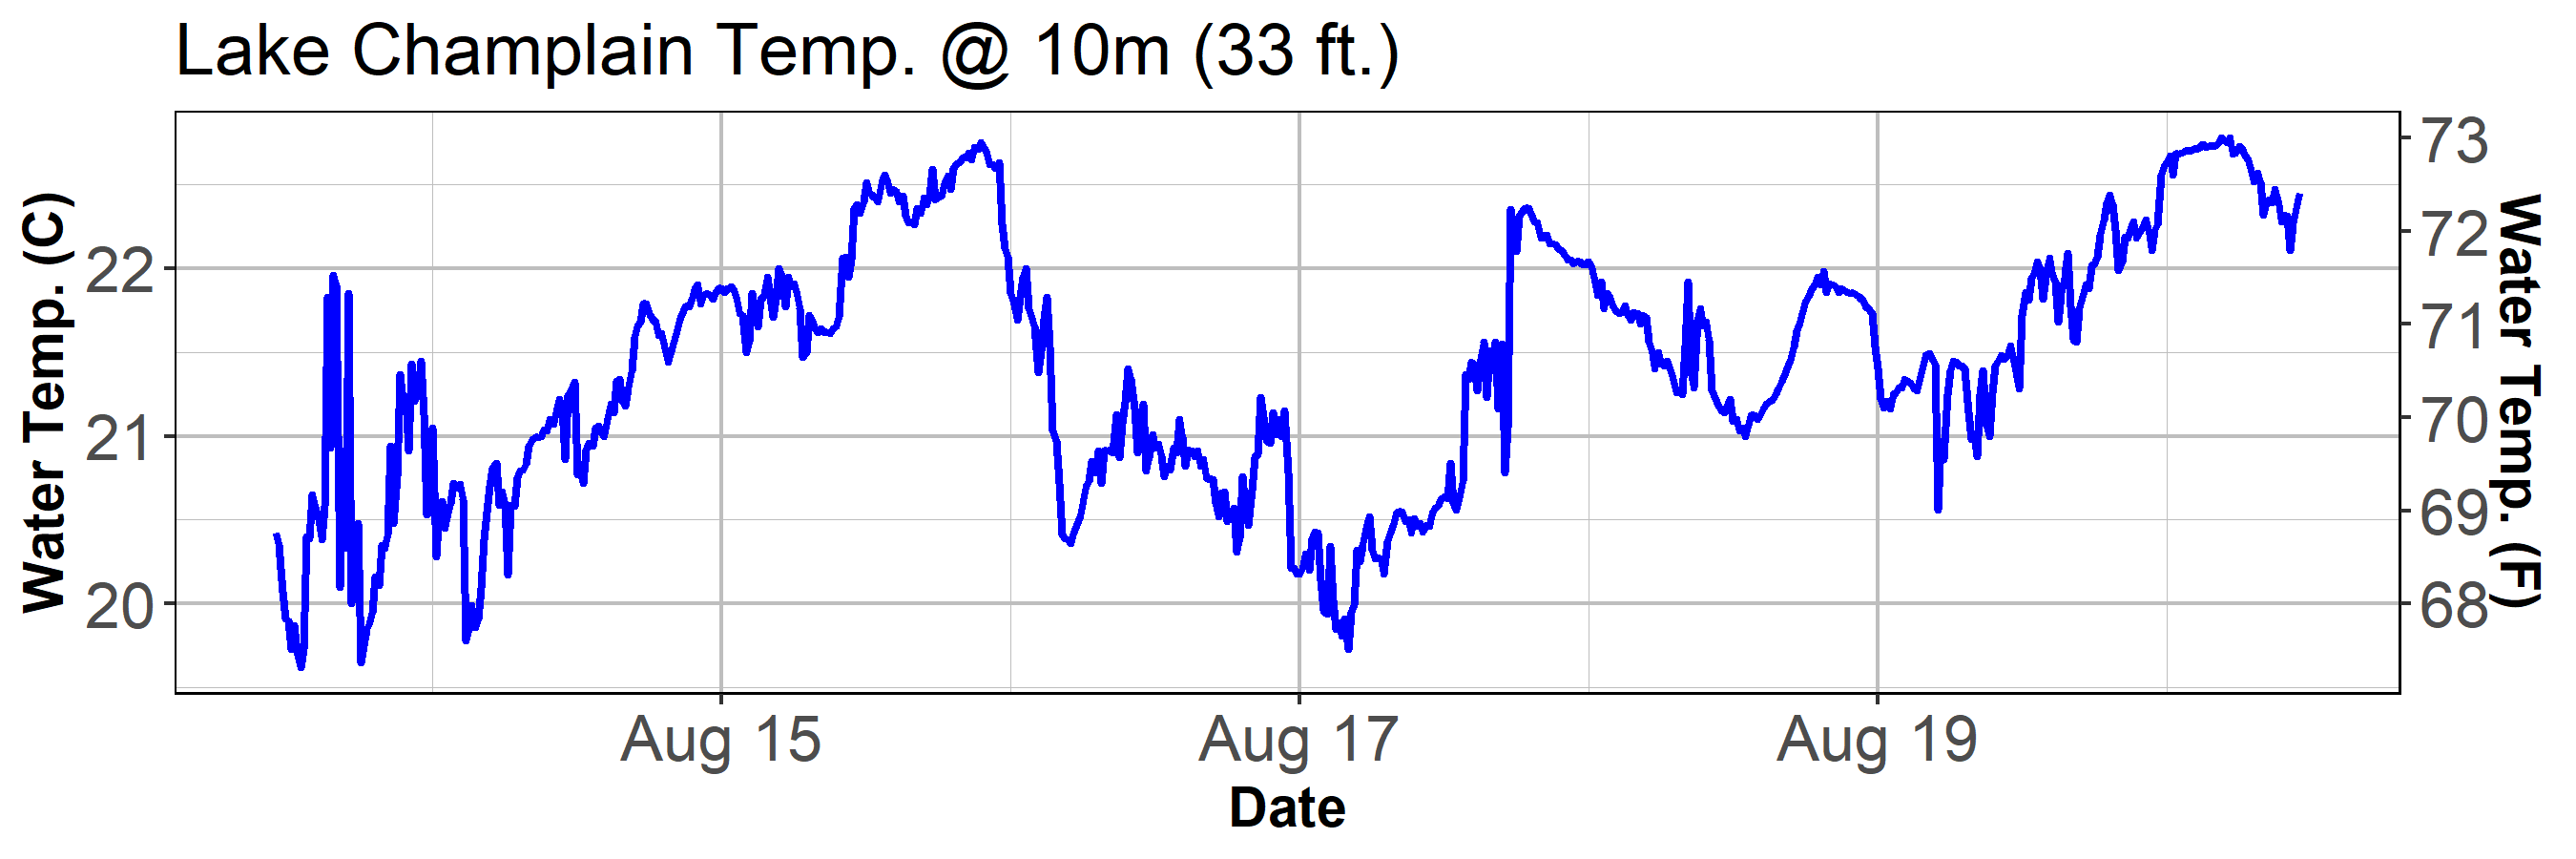 Lake Champlain Temp. @ 10m (33 ft.)
Water Temp. (C)
22
21
20
73
72
71
70
69
68
Water Temp. (F)
Aug 15 Aug 17 Aug 19
Date